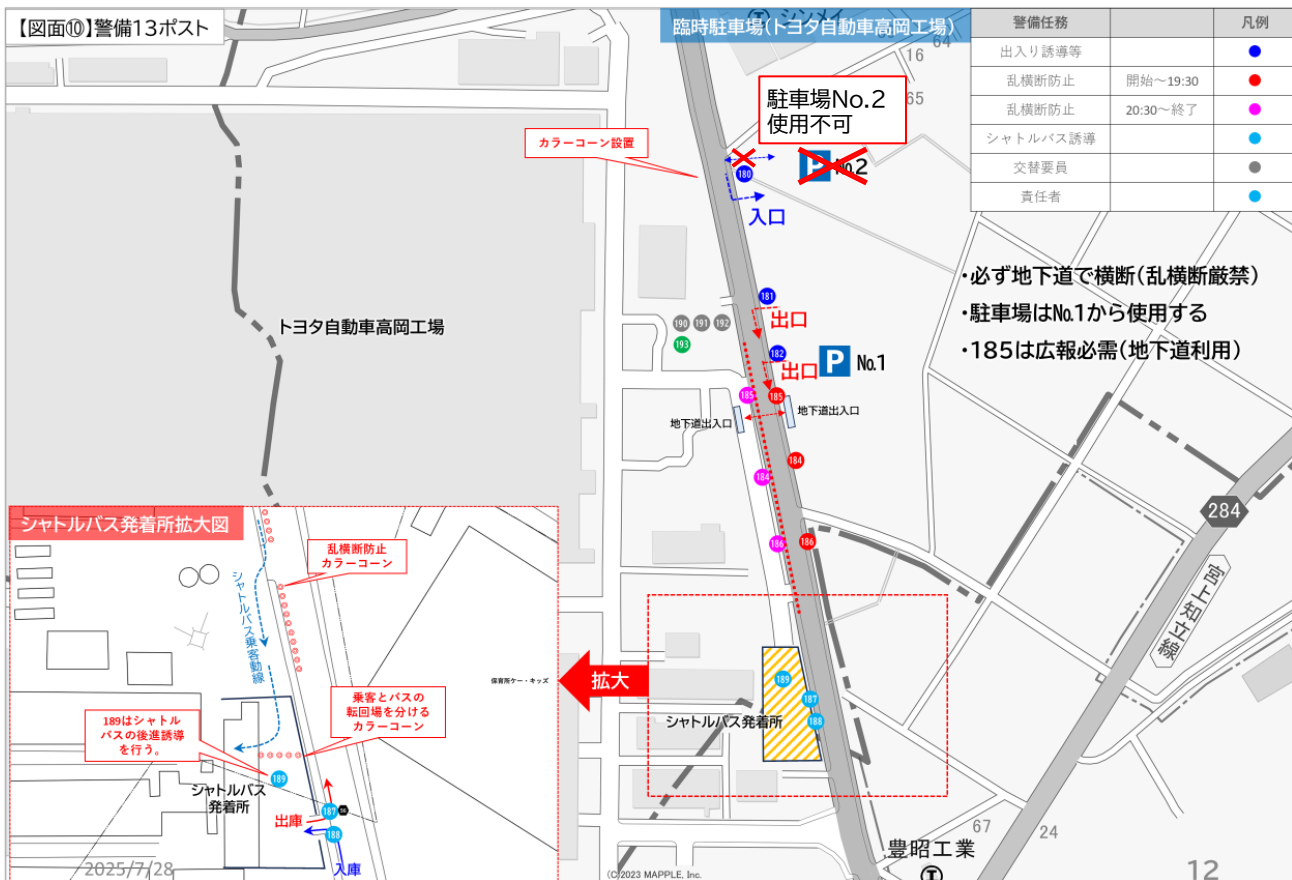 【図面⑩】警備13ポスト
臨時駐車場(トヨタ自動車高岡工場)
シンメイ
64
16
65
警備任務
凡例
出入り誘導等
乱横断防止
開始～19:30
乱横断防止
20:30～終了
シャトルバス誘導
交替要員
責任者
駐車場No.2
使用不可
カラーコーン設置
180
P No.2
入口
・必ず地下道で横断(乱横断厳禁)
・駐車場はNo.1から使用する
・185は広報必需(地下道利用)
181
出口
トヨタ自動車高岡工場
190
191
192
193
182
出口
P No.1
185
185
地下道出入口
地下道出入口
184
184
186
186
284
宮上知立線
シャトルバス発着所拡大図
乱横断防止
カラーコーン
シャトルバス乗客動線
保育所ケー・キッズ
拡大
189
187
188
シャトルバス発着所
乗客とバスの
転回場を分ける
カラーコーン
189はシャトル
バスの後進誘導
を行う。
189
シャトルバス
発着所
187
出庫
188
入庫
2025/7/28
(C)2023 MAPPLE, Inc.
67
24
豊昭工業
12